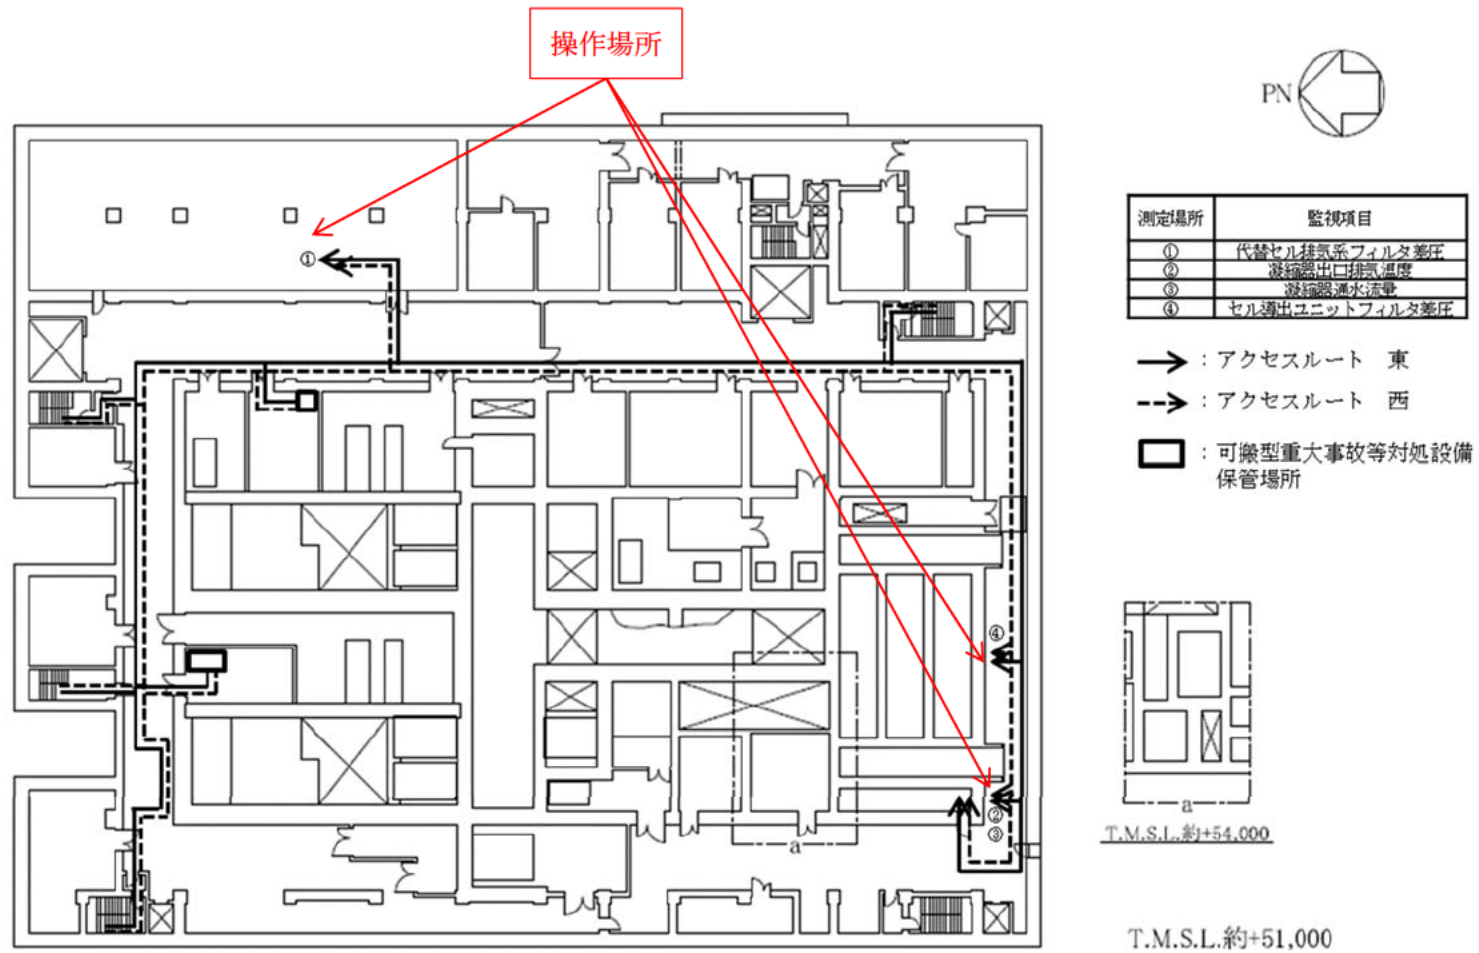 操作場所
PN
測定場所 監視項目
① 代替セル排気系フィルタ差圧
② 凝縮器出口排気温度
③ 凝縮器通水流量
④ セル導出ユニットフィルタ差圧
①
：アクセスルート 東
：アクセスルート 西
：可搬型重大事故等対処設備
保管場所
④
②
③
a
a
T.M.S.L.約+54,000
T.M.S.L.約+51,000